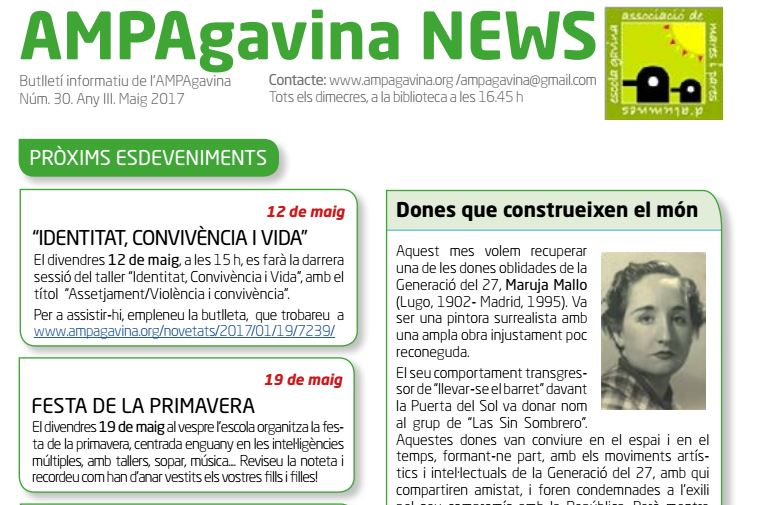 AMPAgavina NEWS
Butlletí informatiu de l'AMPAgavina
Núm. 30. Any III. Maig 2017
Contacte: www.ampagavina.org /ampagavina@gmail.com
Tots els dimecres, a la biblioteca a les 16.45 h
associació de
mares i pares
d'alumnes
escola gavina
PRÒXIMS ESDEVENIMENTS
12 de maig
“IDENTITAT, CONVIVÈNCIA I VIDA”
El divendres 12 de maig, a les 15 h, es farà la darrera
sessió del taller “Identitat, Convivència i Vida”, amb el
títol “Assetjament/Violència i convivència”.
Per a assistir-hi, empleneu la butlleta, que trobareu a
www.ampagavina.org/novetats/2017/01/19/7239/
19 de maig
FESTA DE LA PRIMAVERA
El divendres 19 de maig al vespre l'escola organitza la fes-
ta de la primavera, centrada enguany en les intel·ligències
múltiples, amb tallers, sopar, música... Reviseu la noteta i
recordeu com han d'anar vestits els vostres fills i filles!
Dones que construeixen el món
Aquest mes volem recuperar
una de les dones oblidades de la
Generació del 27, Maruja Mallo
(Lugo, 1902- Madrid, 1995). Va
ser una pintora surrealista amb
una ampla obra injustament poc
reconeguda.
El seu comportament transgres-
sor de “llevar-se el barret” davant
la Puerta del Sol va donar nom
al grup de “Las Sin Sombrero”.
Aquestes dones van conviure en el espai i en el
temps, formant-ne part, amb els moviments artís-
tics i intel·lectuals de la Generació del 27, amb qui
compartiren amistat, i foren condemnades a l'exili